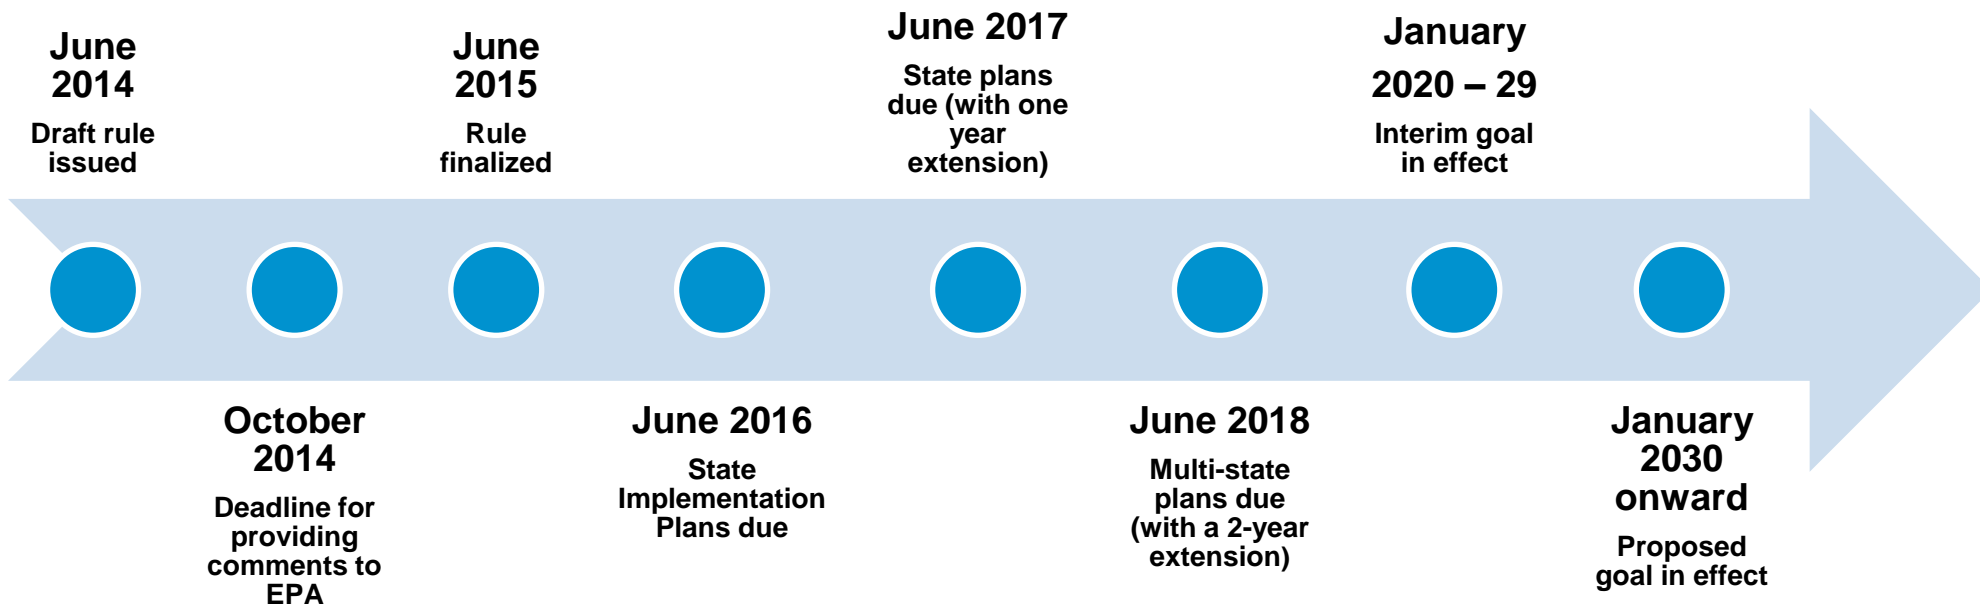 June
2014
Draft rule
issued
October
2014
Deadline for
providing
comments to
EPA
June
2015
Rule
finalized
June 2016
State
Implementation
Plans due
June 2017
State plans
due (with one
year
extension)
June 2018
Multi-state
plans due
(with a 2-year
extension)
January
2020 – 29
Interim goal
in effect
January
2030
onward
Proposed
goal in effect